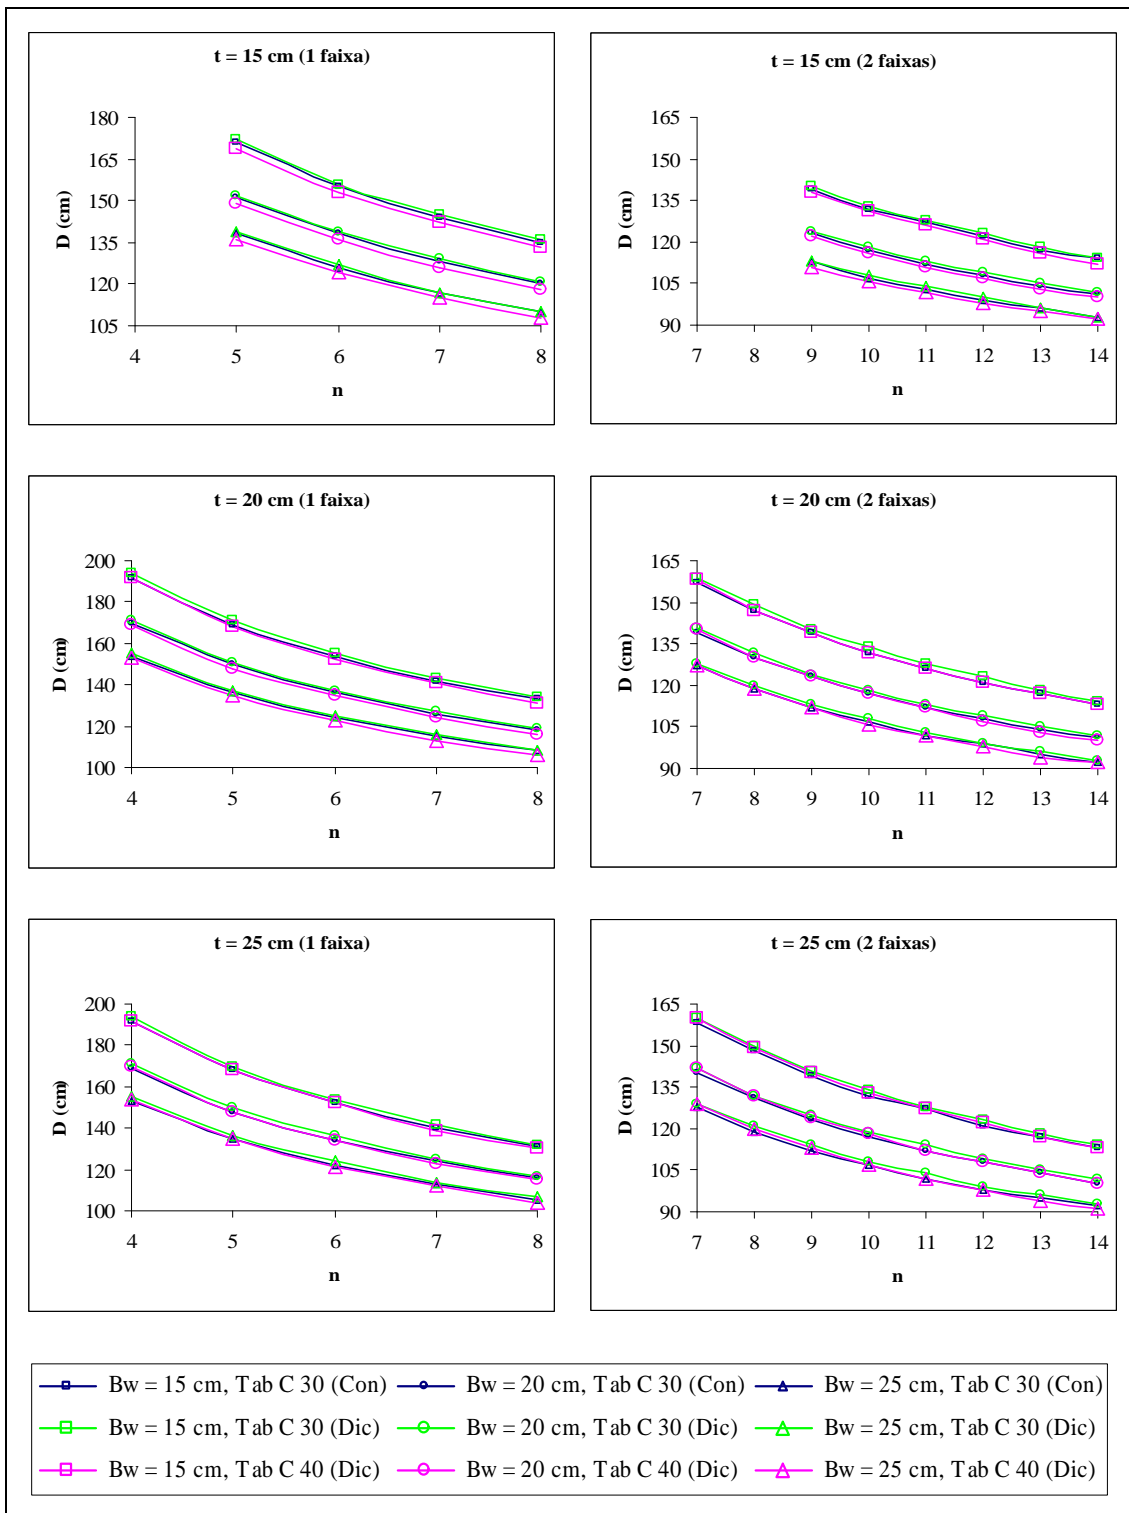 t = 15 cm (1 faixa)
D (cm)
180
165
150
135
120
105
4 5 6 7 8
n
t = 15 cm (2 faixas)
D (cm)
165
150
135
120
105
90
7 8 9 10 11 12 13 14
n
t = 20 cm (1 faixa)
D (cm)
200
180
160
140
120
100
4 5 6 7 8
n
t = 20 cm (2 faixas)
D (cm)
165
150
135
120
105
90
7 8 9 10 11 12 13 14
n
t = 25 cm (1 faixa)
D (cm)
200
180
160
140
120
100
4 5 6 7 8
n
t = 25 cm (2 faixas)
D (cm)
165
150
135
120
105
90
7 8 9 10 11 12 13 14
n
Bw = 15 cm, Tab C 30 (Con) Bw = 20 cm, Tab C 30 (Con) Bw = 25 cm, Tab C 30 (Con)
Bw = 15 cm, Tab C 30 (Dic) Bw = 20 cm, Tab C 30 (Dic) Bw = 25 cm, Tab C 30 (Dic)
Bw = 15 cm, Tab C 40 (Dic) Bw = 20 cm, Tab C 40 (Dic) Bw = 25 cm, Tab C 40 (Dic)